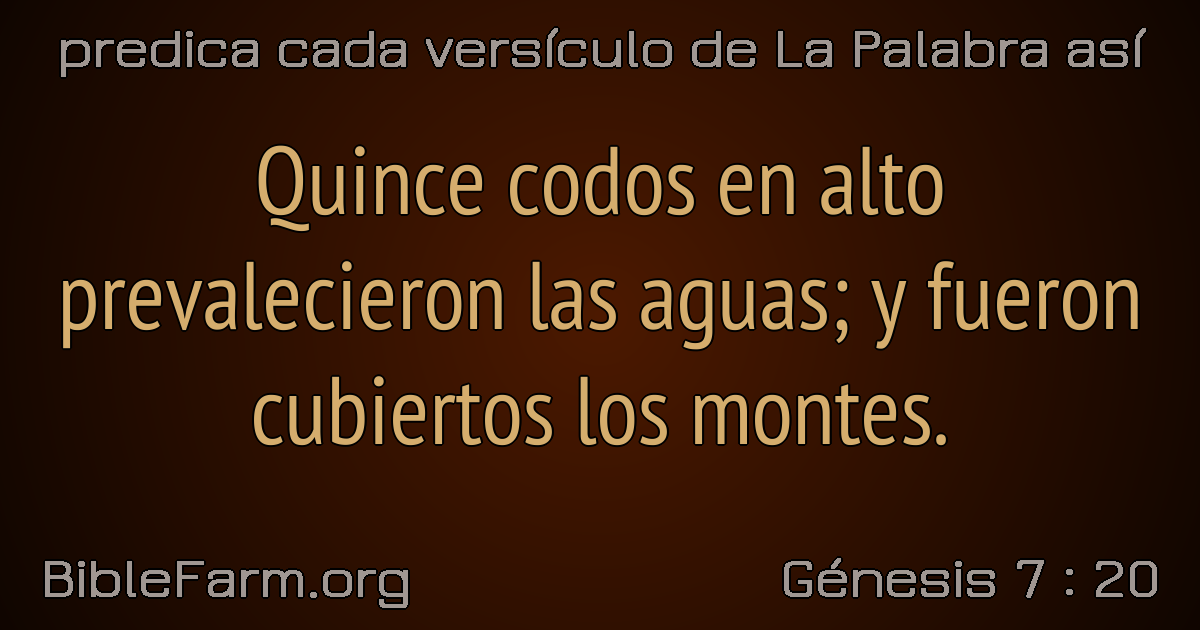 predica cada versículo de La Palabra así
Quince codos en alto
prevalecieron las aguas; y fueron
cubiertos los montes.
BibleFarm.org
Génesis 7 : 20